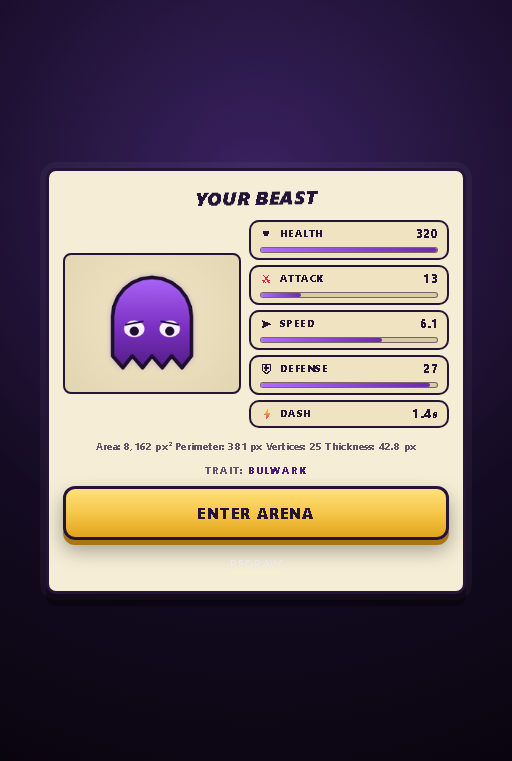 YOUR BEAST
HEALTH 320
ATTACK 13
SPEED 6.1
DEFENSE 27
DASH 1.4s
Area: 8,162 px² Perimeter: 381 px Vertices: 25 Thickness: 42.8 px
TRAIT: BULWARK
ENTER ARENA